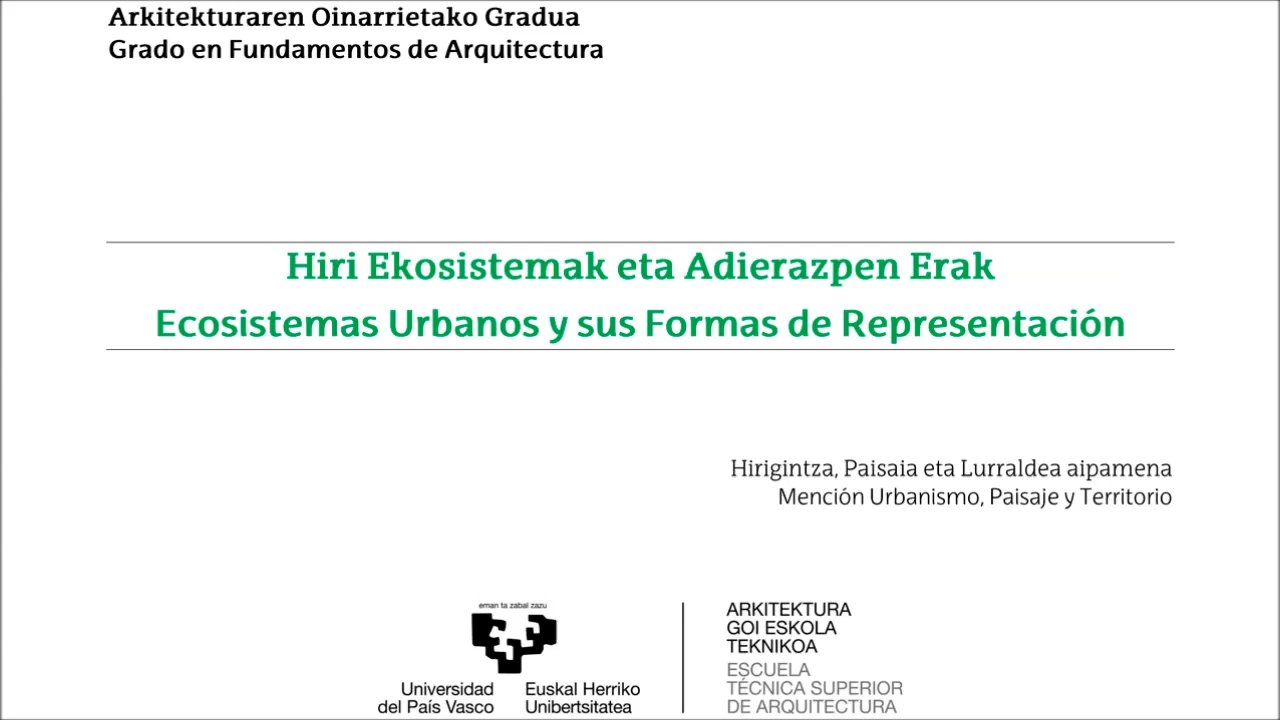 Arkitekturaren Oinarrietako Gradua
Grado en Fundamentos de Arquitectura
Hiri Ekosistemak eta Adierazpen Erak
Ecosistemas Urbanos y sus Formas de Representación
Hirigintza, Paisaia eta Lurraldea aipamena
Mención Urbanismo, Paisaje y Territorio
eman ta zabal zazu
Universidad
del País Vasco
Euskal Herriko
Unibertsitatea
ARKITEKTURA
GOI ESKOLA
TEKNIKOA
ESCUELA
TÉCNICA SUPERIOR
DE ARQUITECTURA